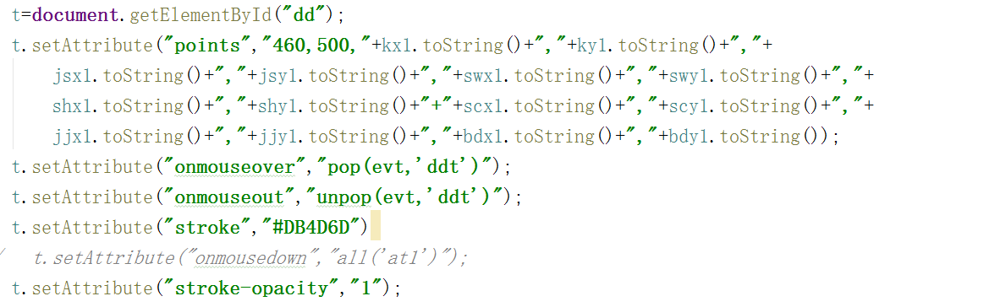 t=document.getElementById("dd");
t.setAttribute("points","460,500,"+kx1.toString()+","+ky1.toString()+","+
jsx1.toString()+","+jsy1.toString()+","+swx1.toString()+","+swy1.toString()+","+
shx1.toString()+","+shy1.toString()+"+"+scx1.toString()+","+scy1.toString()+","+
jjx1.toString()+","+jjy1.toString()+","+bdx1.toString()+","+bdy1.toString());
t.setAttribute("onmouseover","pop(evt,'ddt')");
t.setAttribute("onmouseout","unpop(evt,'ddt')");
t.setAttribute("stroke","#DB4D6D")
/ t.setAttribute("onmousedown","all('at1')");
t.setAttribute("stroke-opacity","1");